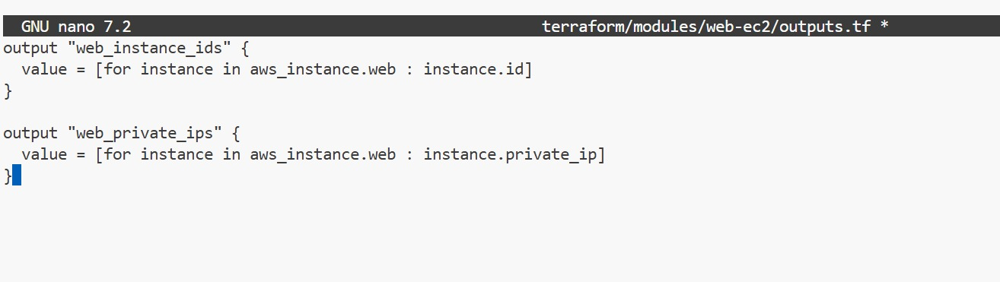 GNU nano 7.2 terraform/modules/web-ec2/outputs.tf *
output "web_instance_ids" {
  value = [for instance in aws_instance.web : instance.id]
}

output "web_private_ips" {
  value = [for instance in aws_instance.web : instance.private_ip]
}